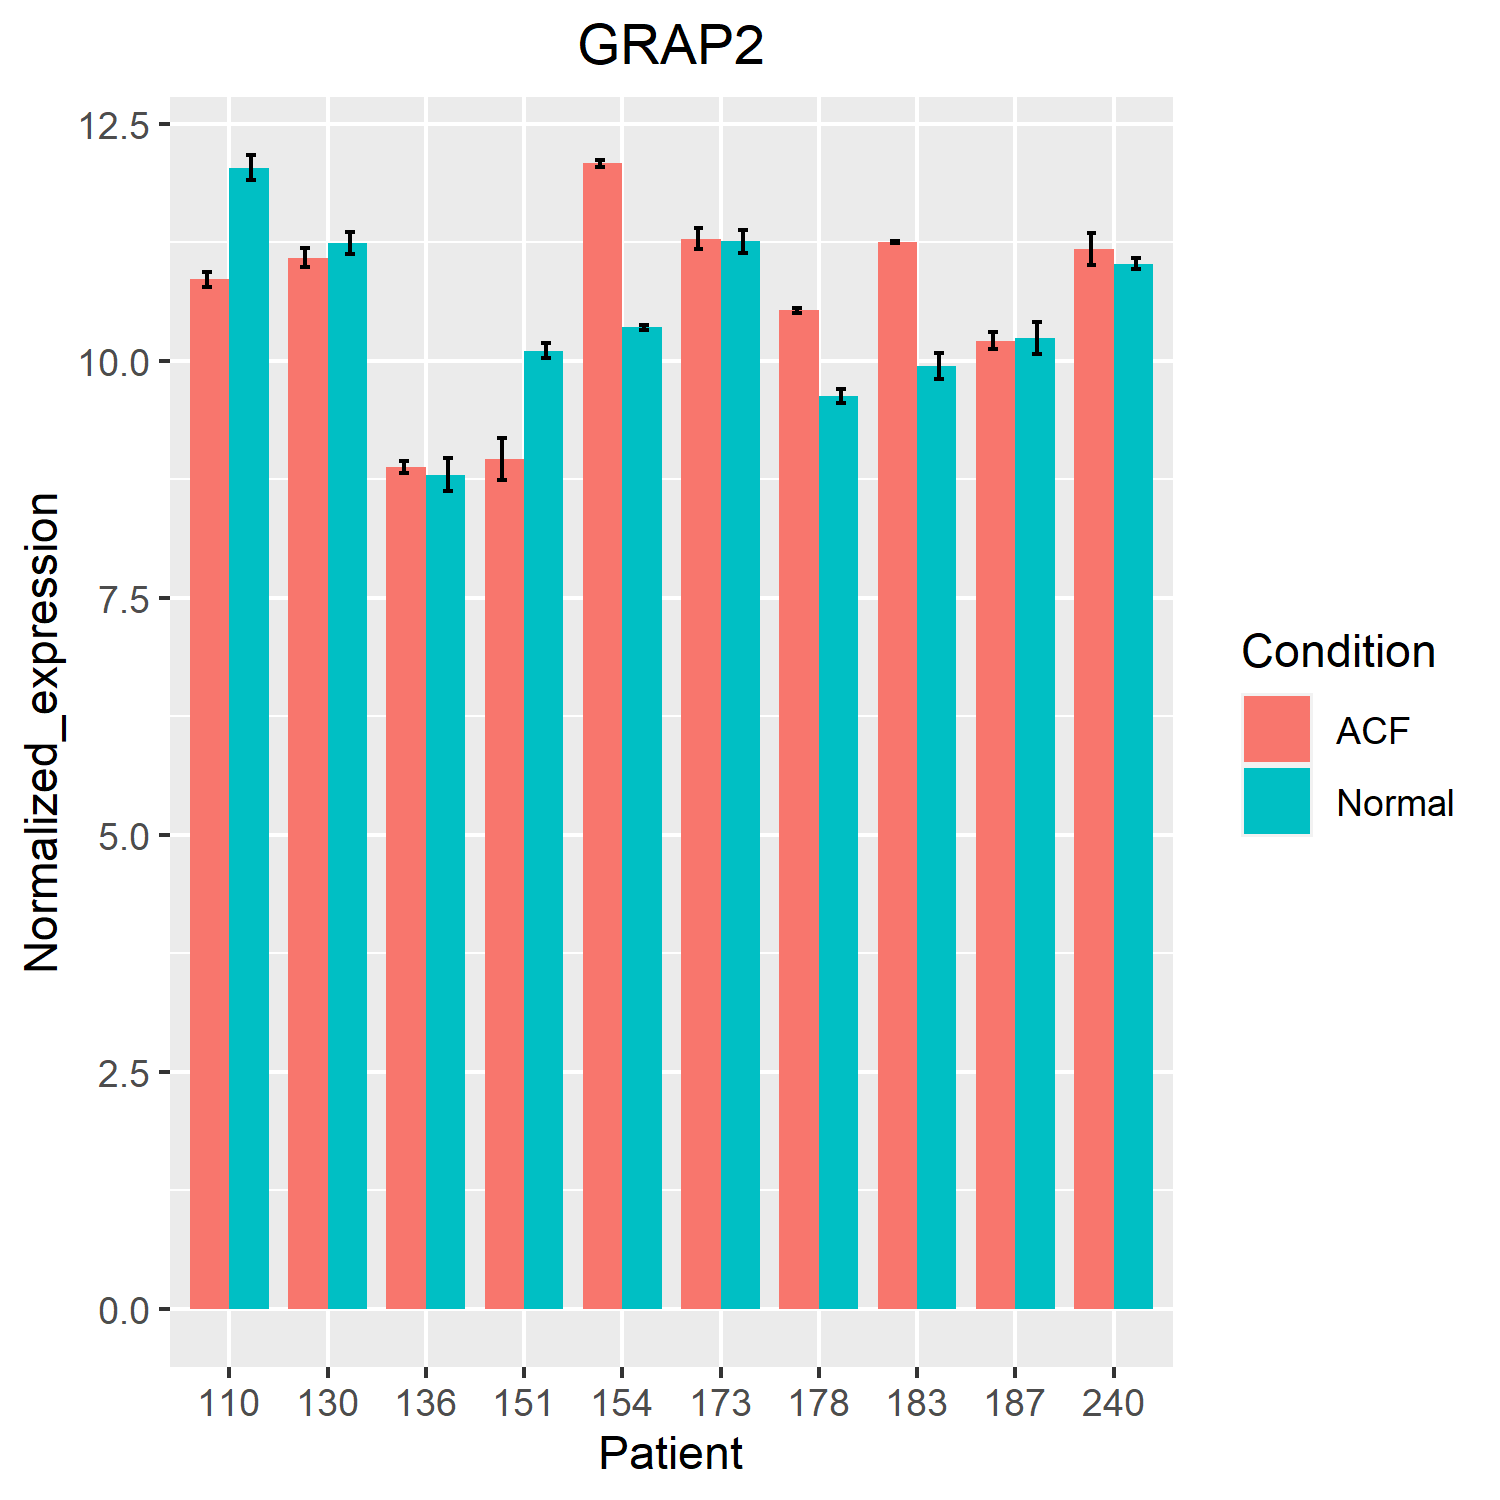 GRAP2
12.5
10.0
7.5
5.0
2.5
0.0
Normalized_expression
110 130 136 151 154 173 178 183 187 240
Patient
Condition
ACF
Normal